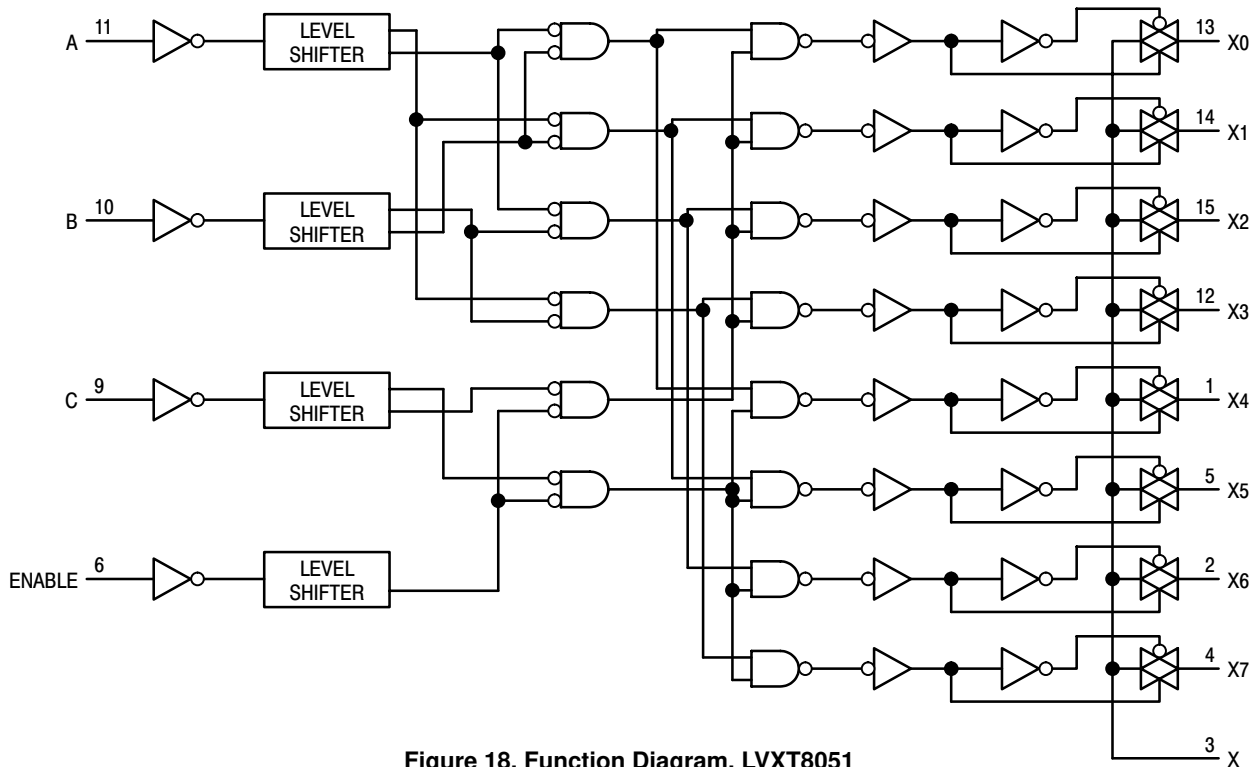 A 11 LEVEL SHIFTER 13 X0
14 X1
B 10 LEVEL SHIFTER 15 X2
12 X3
C 9 LEVEL SHIFTER 1 X4
5 X5
ENABLE 6 LEVEL SHIFTER 2 X6
4 X7
3 X
Figure 18. Function Diagram, LVXT8051